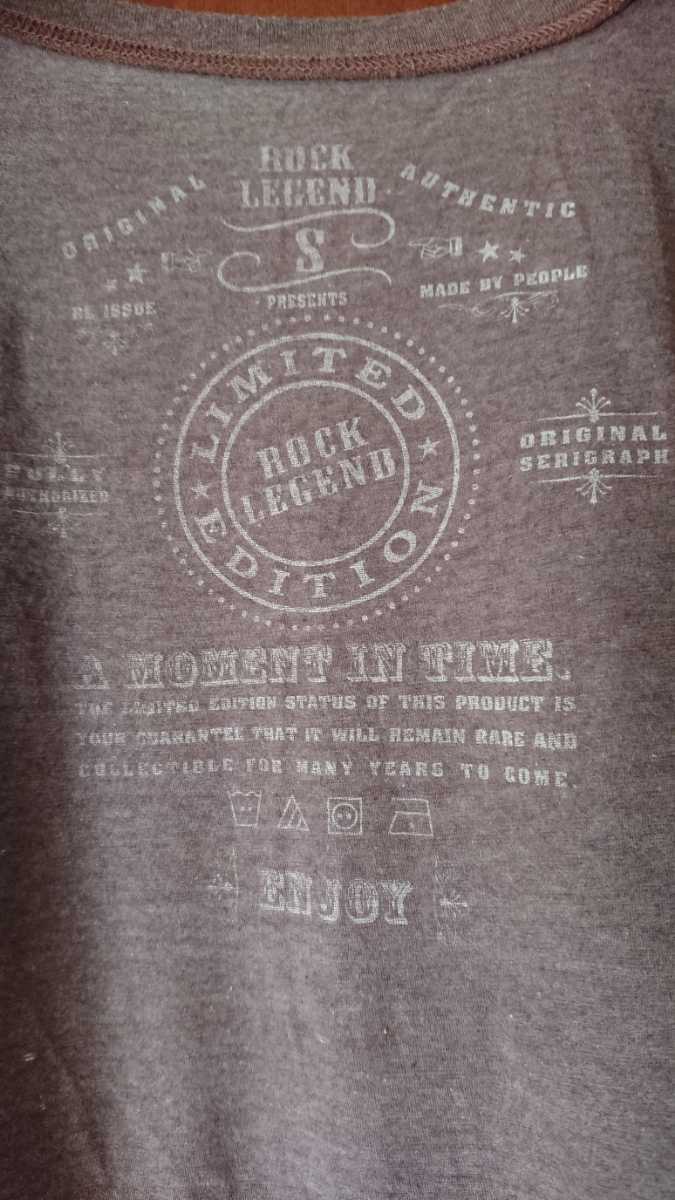 ROCK
LEGEND
ORIGINAL
AUTHENTIC
S
RE ISSUE
PRESENTS
MADE BY PEOPLE
LIMITED
ROCK
LEGEND
EDITION
FULLY
AUTHORIZED
ORIGINAL
SERIGRAPH
A MOMENT IN TIME.
THE LIMITED EDITION STATUS OF THIS PRODUCT IS
YOUR GUARANTEE THAT IT WILL REMAIN RARE AND
COLLECTIBLE FOR MANY YEARS TO COME.
ENJOY